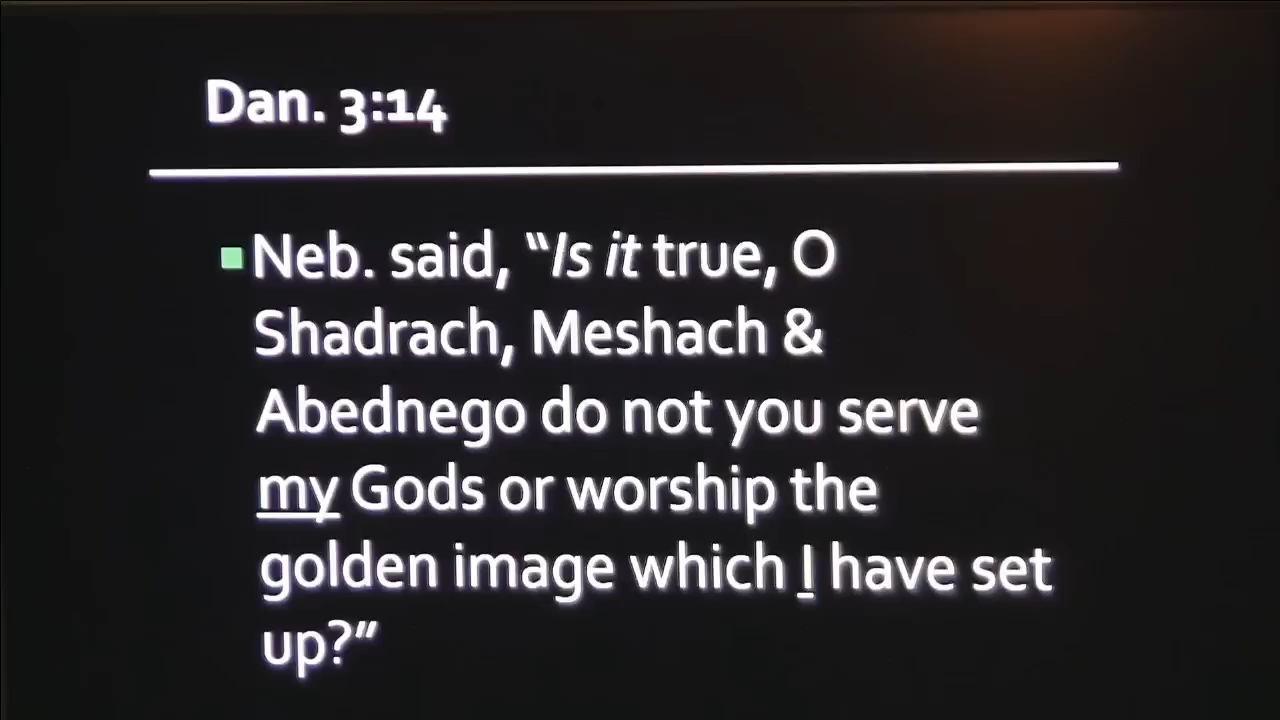 Dan. 3:14
Neb. said, “Is it true, O
Shadrach, Meshach &
Abednego do not you serve
my Gods or worship the
golden image which I have set
up?”